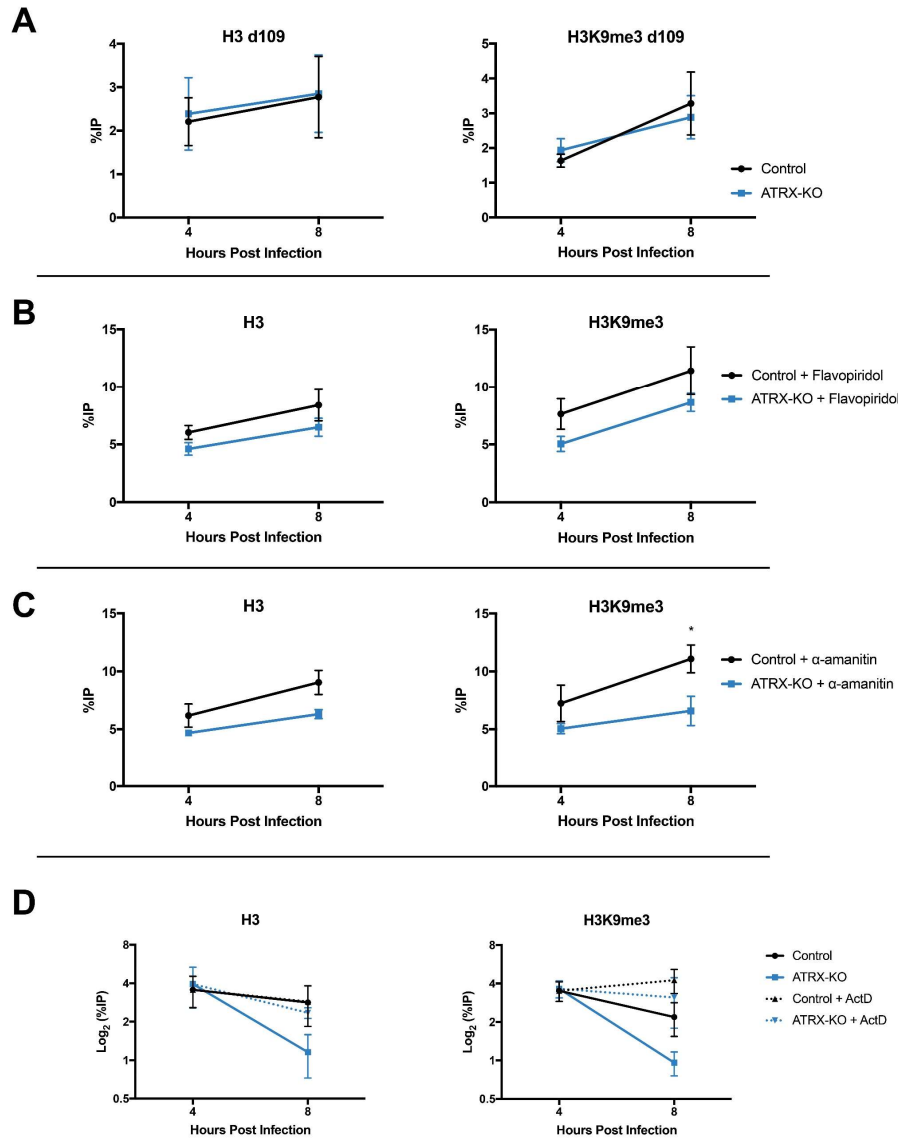 A
H3 d109
H3K9me3 d109
4
3
2
1
0
%IP
4
8
Hours Post Infection
5
4
3
2
1
0
%IP
4
8
Hours Post Infection
Control
ATRX-KO
B
H3
H3K9me3
15
10
5
0
%IP
4
8
Hours Post Infection
15
10
5
0
%IP
4
8
Hours Post Infection
Control + Flavopiridol
ATRX-KO + Flavopiridol
C
H3
H3K9me3
15
10
5
0
%IP
4
8
Hours Post Infection
15
10
5
0
%IP
4
8
Hours Post Infection
*
Control + α-amanitin
ATRX-KO + α-amanitin
D
H3
H3K9me3
8
4
2
1
0.5
Log2 (%IP)
4
8
Hours Post Infection
8
4
2
1
0.5
Log2 (%IP)
4
8
Hours Post Infection
Control
ATRX-KO
Control + ActD
ATRX-KO + ActD